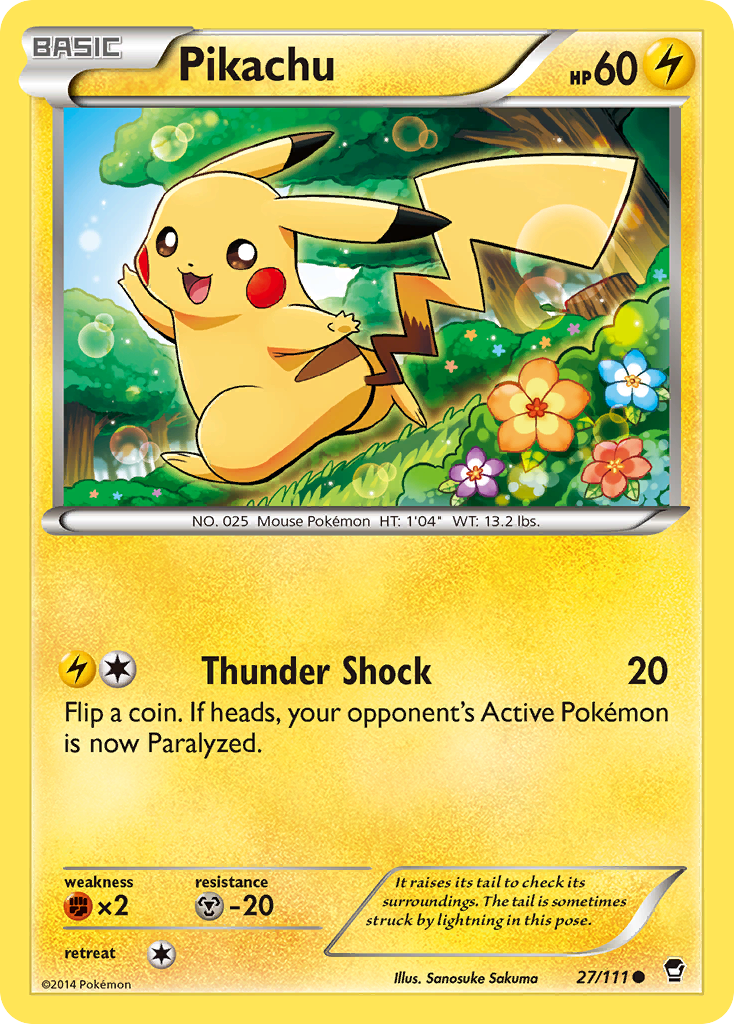 BASIC
Pikachu
HP60
NO. 025 Mouse Pokémon HT: 1'04" WT: 13.2 lbs.
Thunder Shock 20
Flip a coin. If heads, your opponent's Active Pokémon
is now Paralyzed.
weakness resistance
×2 -20
It raises its tail to check its
surroundings. The tail is sometimes
struck by lightning in this pose.
retreat
©2014 Pokémon
Illus. Sanosuke Sakuma
27/111